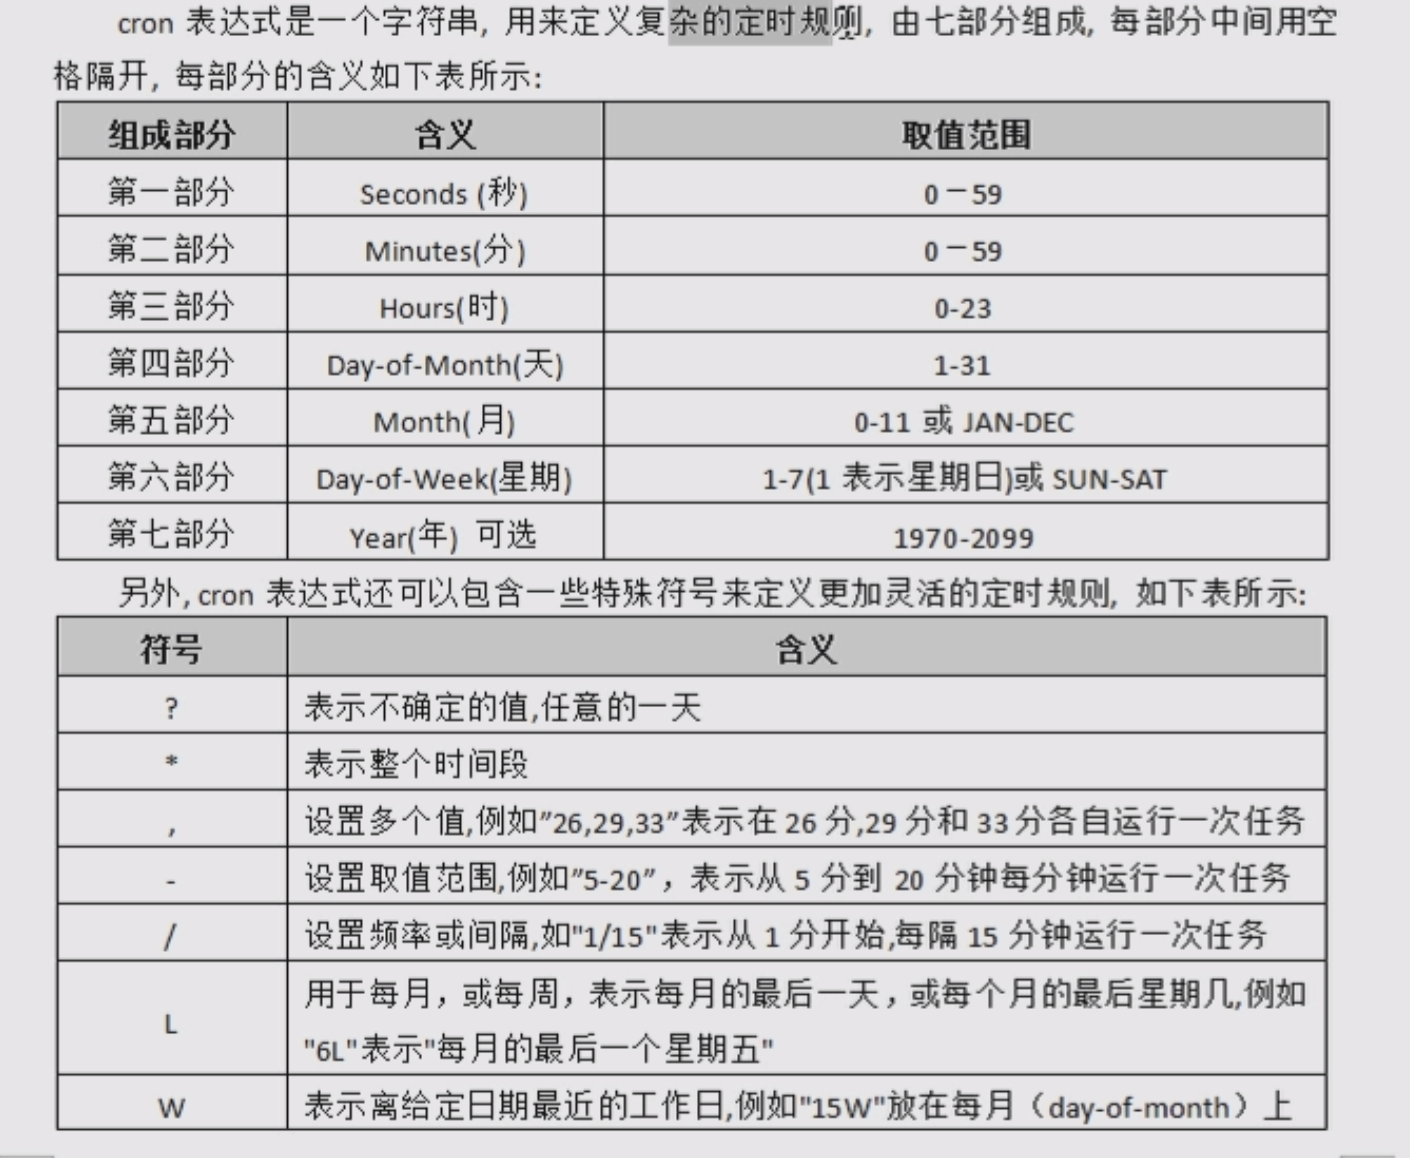 cron 表达式是一个字符串, 用来定义复杂的定时规则, 由七部分组成, 每部分中间用空
格隔开, 每部分的含义如下表所示:
组成部分 含义 取值范围
第一部分 Seconds (秒) 0－59
第二部分 Minutes(分) 0－59
第三部分 Hours(时) 0-23
第四部分 Day-of-Month(天) 1-31
第五部分 Month(月) 0-11 或 JAN-DEC
第六部分 Day-of-Week(星期) 1-7(1 表示星期日)或 SUN-SAT
第七部分 Year(年) 可选 1970-2099
另外, cron 表达式还可以包含一些特殊符号来定义更加灵活的定时规则, 如下表所示:
符号 含义
? 表示不确定的值,任意的一天
* 表示整个时间段
, 设置多个值,例如"26,29,33"表示在 26 分,29 分和 33 分各自运行一次任务
- 设置取值范围,例如"5-20"，表示从 5 分到 20 分钟每分钟运行一次任务
/ 设置频率或间隔,如"1/15"表示从 1 分开始,每隔 15 分钟运行一次任务
L 用于每月，或每周，表示每月的最后一天，或每个月的最后星期几,例如
"6L"表示"每月的最后一个星期五"
W 表示离给定日期最近的工作日,例如"15W"放在每月（day-of-month）上